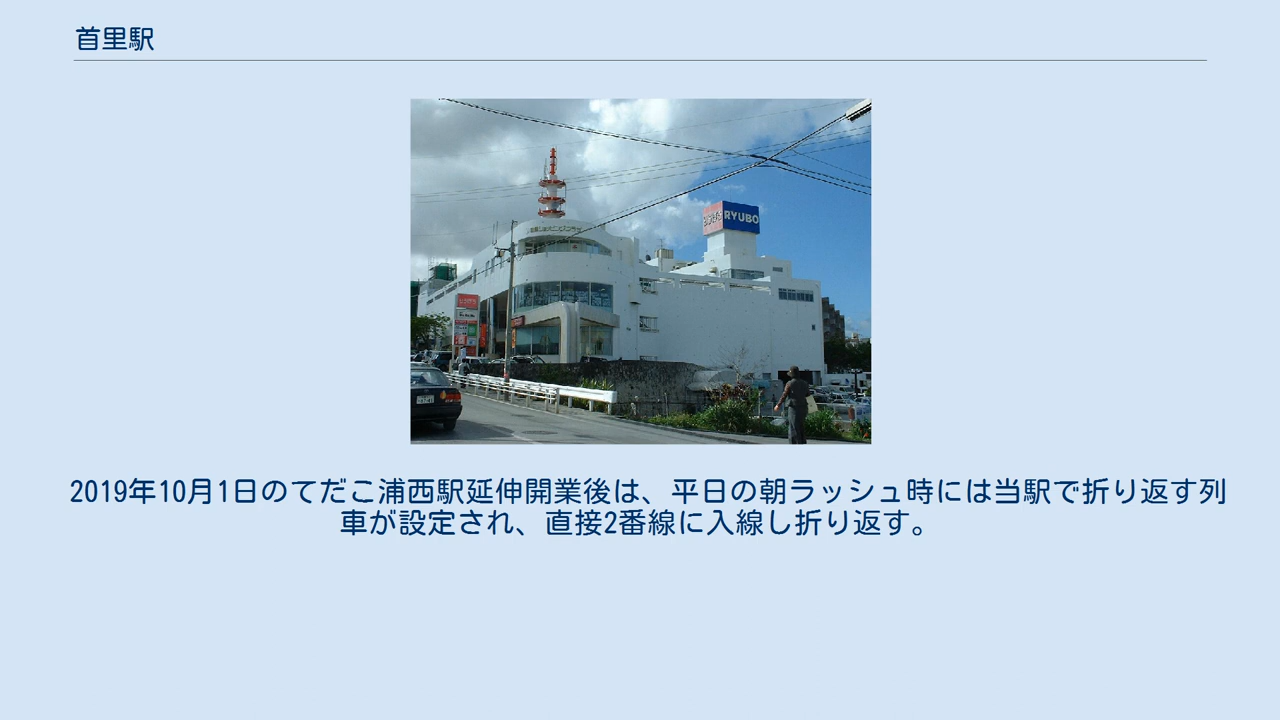 首里駅
RYUBO
2019年10月1日のてだこ浦西駅延伸開業後は、平日の朝ラッシュ時には当駅で折り返す列
車が設定され、直接2番線に入線し折り返す。